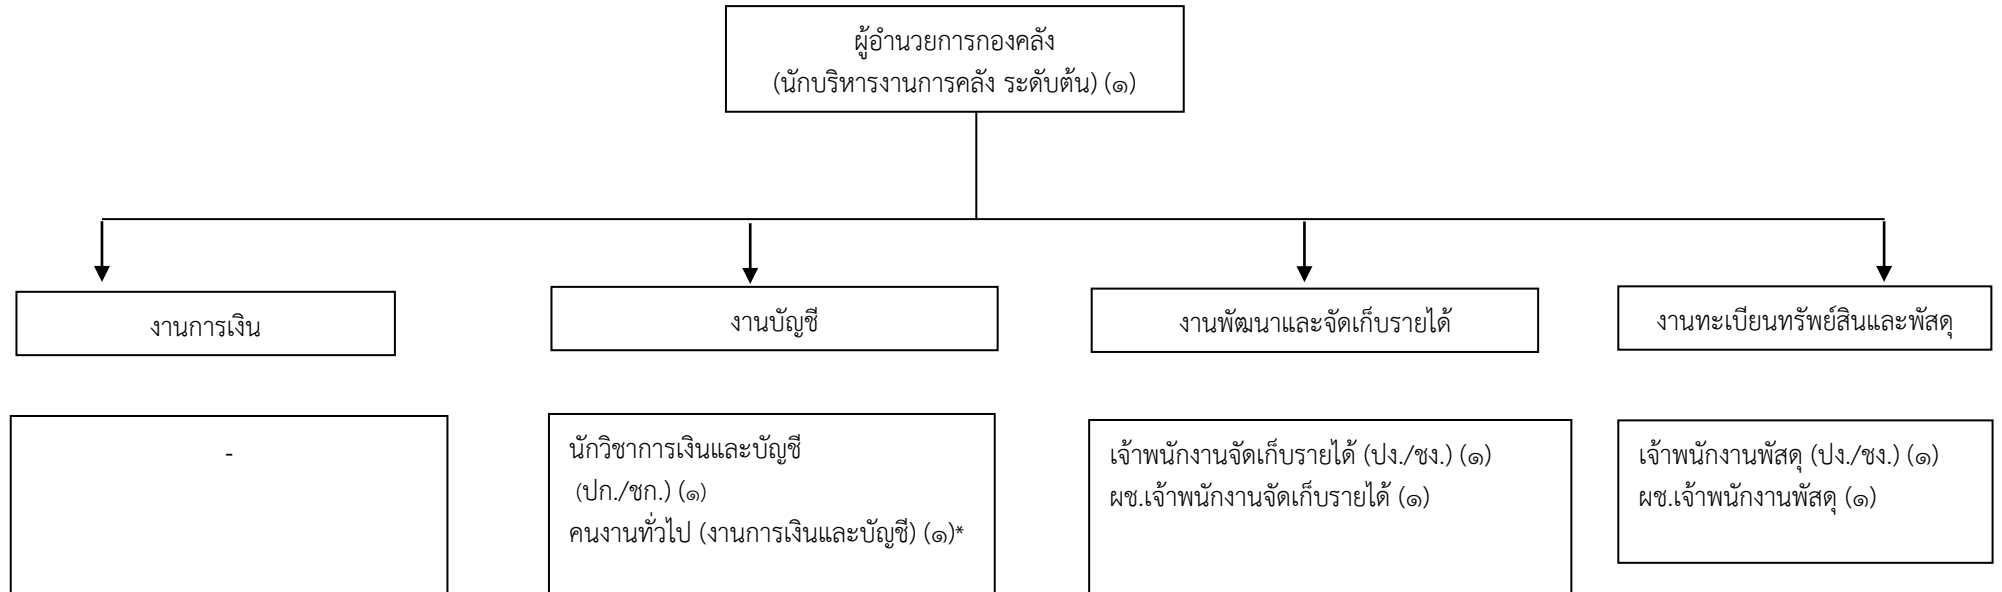 ผู้อำนวยการกองคลัง
(นักบริหารงานการคลัง ระดับต้น) (๑)
งานการเงิน
งานบัญชี
งานพัฒนาและจัดเก็บรายได้
งานทะเบียนทรัพย์สินและพัสดุ
-
นักวิชาการเงินและบัญชี
(ปก./ชก.) (๑)
คนงานทั่วไป (งานการเงินและบัญชี) (๑)*
เจ้าพนักงานจัดเก็บรายได้ (ปง./ชง.) (๑)
ผช.เจ้าพนักงานจัดเก็บรายได้ (๑)
เจ้าพนักงานพัสดุ (ปง./ชง.) (๑)
ผช.เจ้าพนักงานพัสดุ (๑)